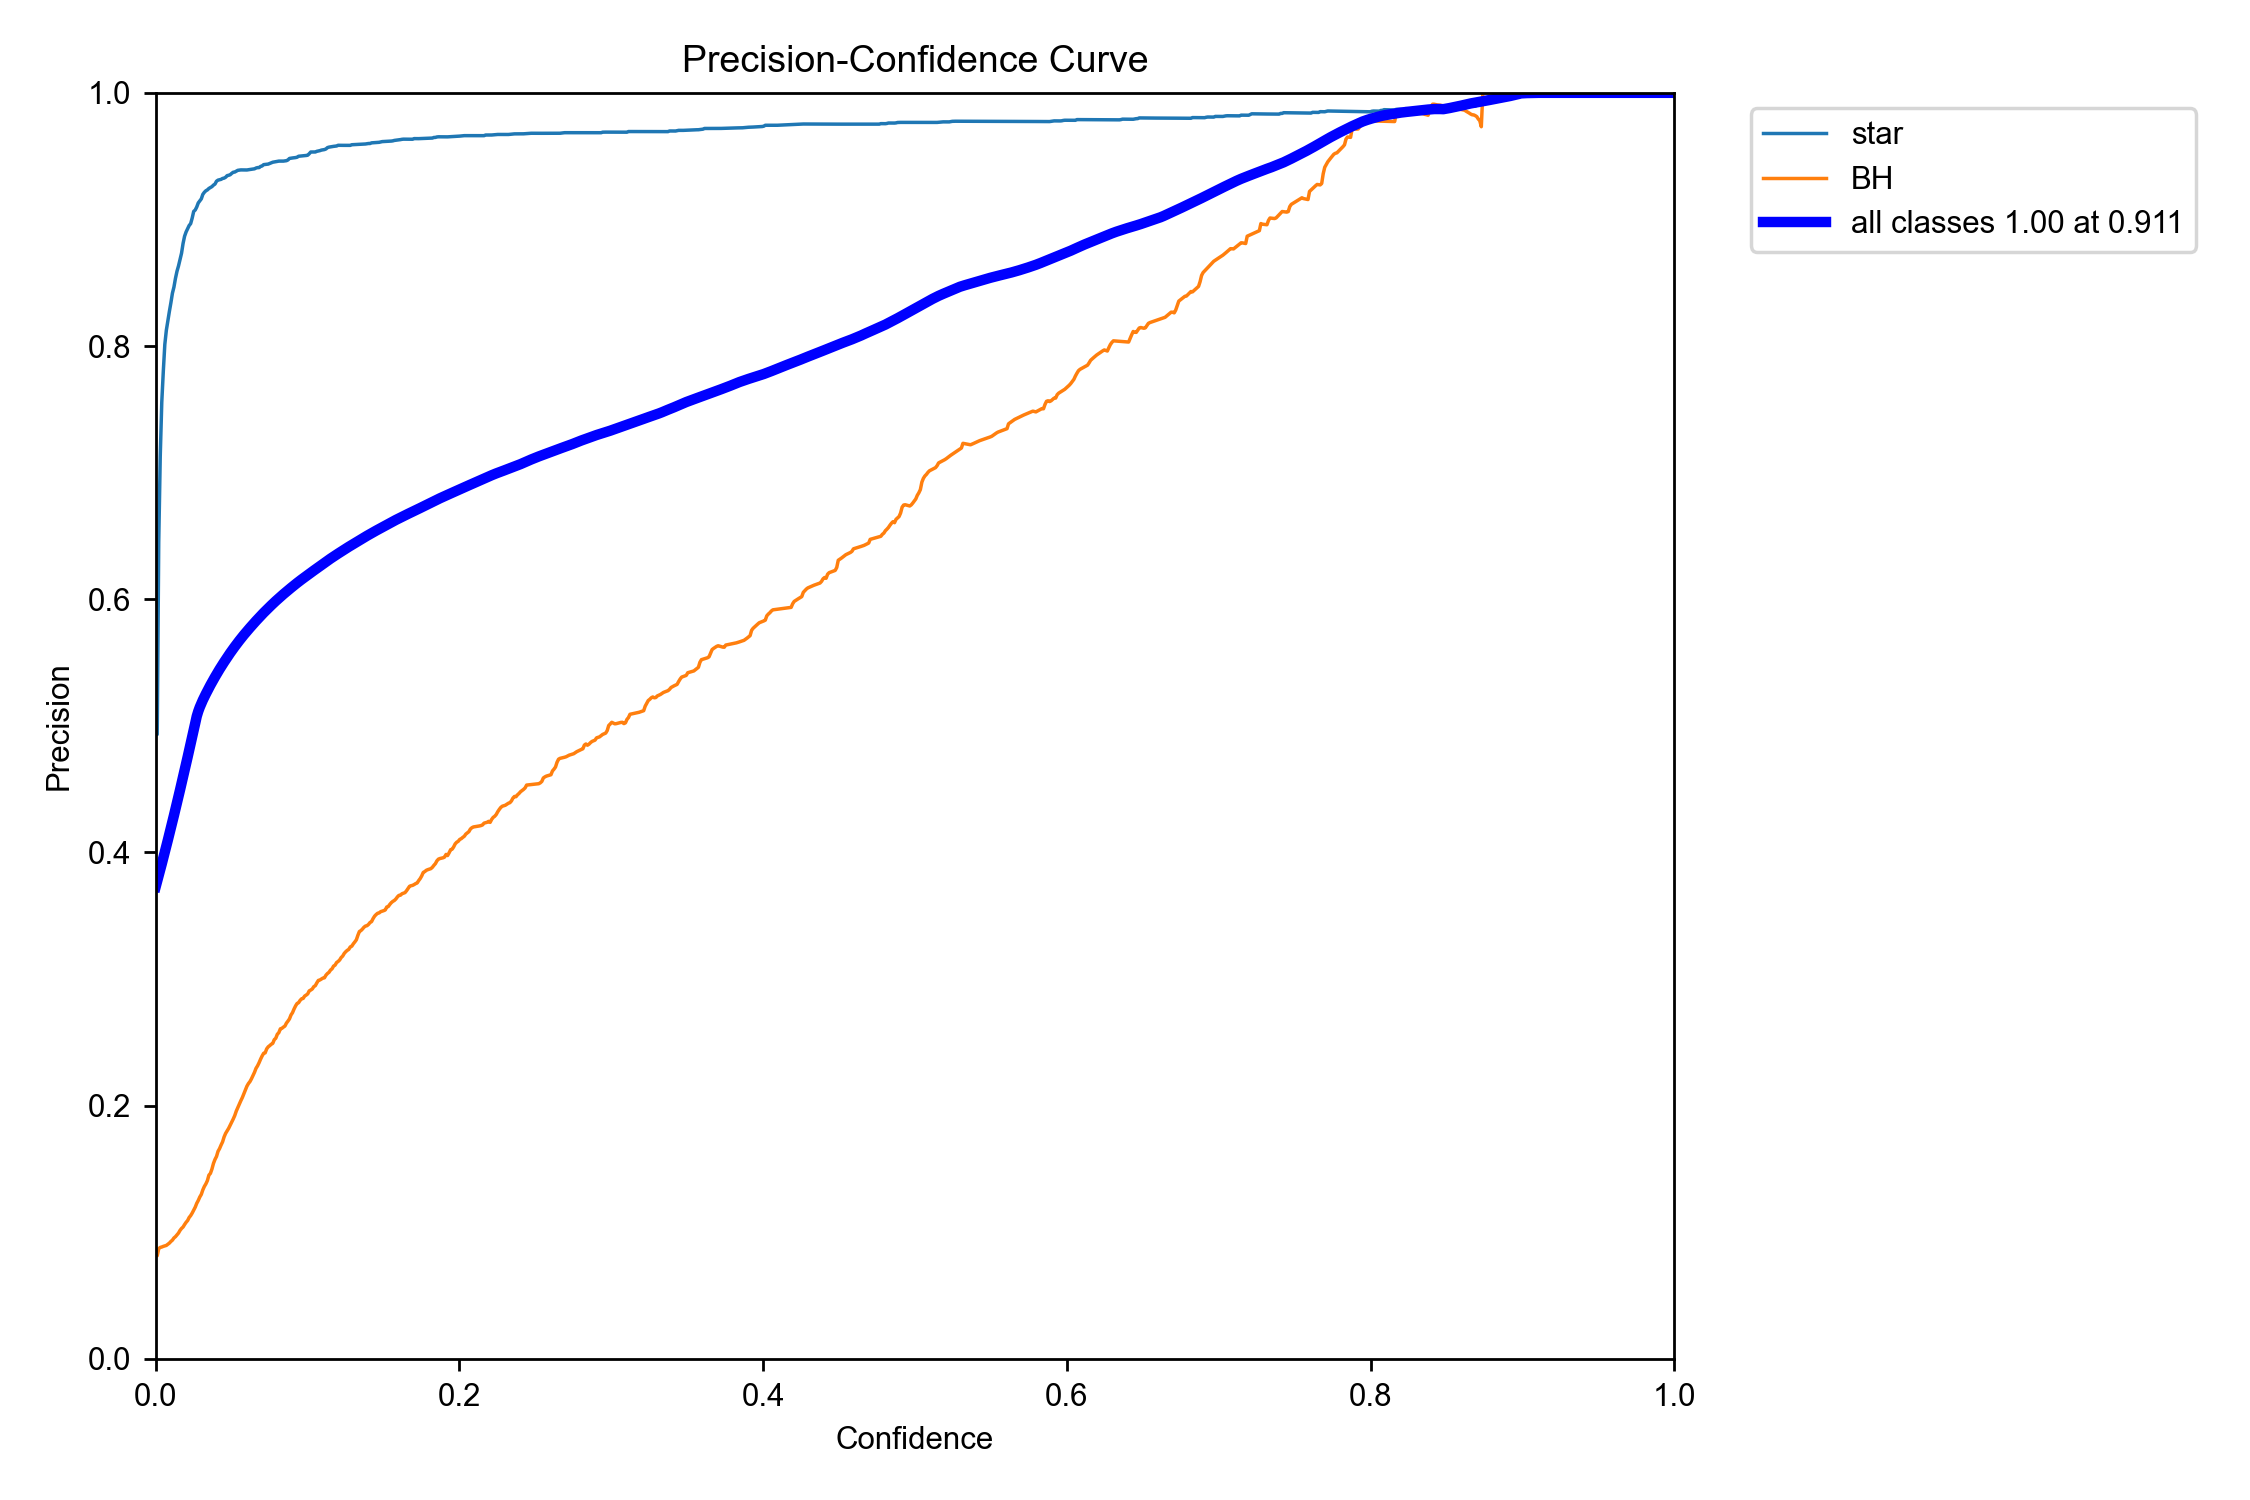 Precision-Confidence Curve
1.0
0.8
0.6
0.4
0.2
0.0
Precision
0.0 0.2 0.4 0.6 0.8 1.0
Confidence
star
BH
all classes 1.00 at 0.911